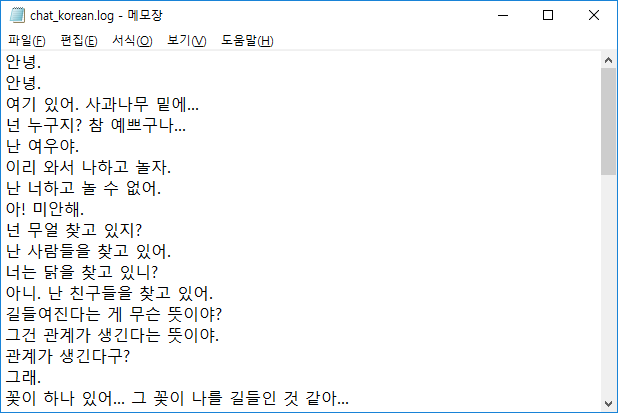 chat_korean.log - 메모장
파일(F) 편집(E) 서식(O) 보기(V) 도움말(H)
안녕.
안녕.
여기 있어. 사과나무 밑에...
넌 누구지? 참 예쁘구나...
난 여우야.
이리 와서 나하고 놀자.
난 너하고 놀 수 없어.
아! 미안해.
넌 무얼 찾고 있지?
난 사람들을 찾고 있어.
너는 닭을 찾고 있니?
아니. 난 친구들을 찾고 있어.
길들여진다는 게 무슨 뜻이야?
그건 관계가 생긴다는 뜻이야.
관계가 생긴다구?
그래.
꽃이 하나 있어... 그 꽃이 나를 길들인 것 같아...